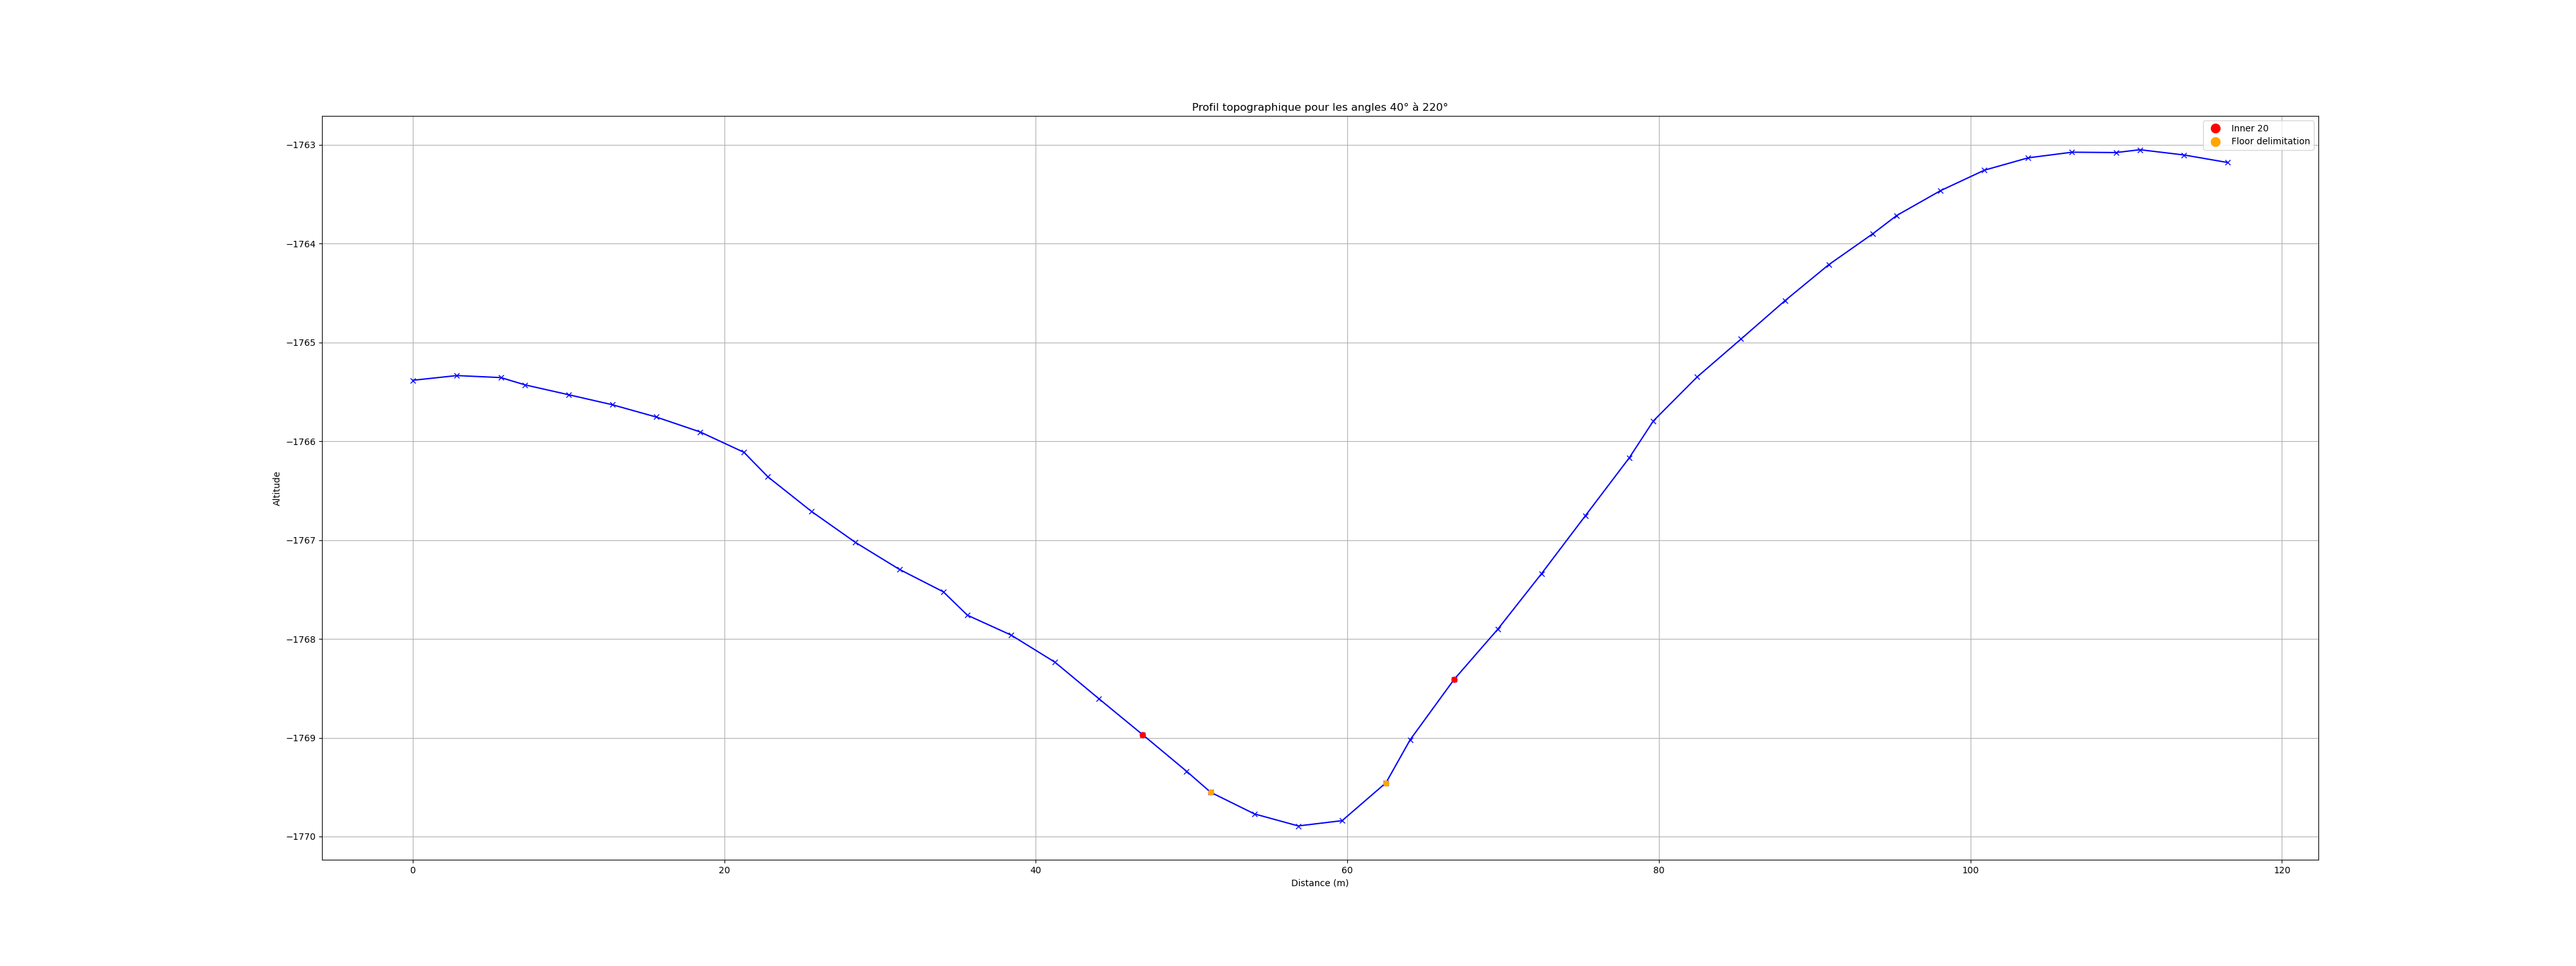 Profil topographique pour les angles 40° à 220°
Inner 20
Floor delimitation
−1763
−1764
−1765
−1766
−1767
−1768
−1769
−1770
Altitude
0 20 40 60 80 100 120
Distance (m)